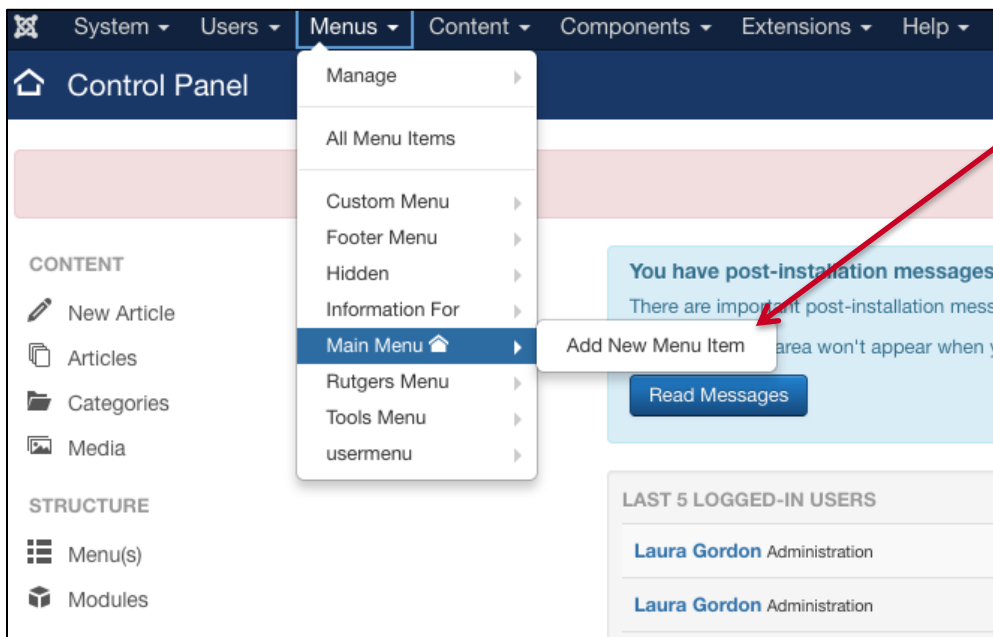 System Users Menus Content Components Extensions Help
Control Panel
Manage
All Menu Items
Custom Menu
Footer Menu
Hidden
Information For
Main Menu
Rutgers Menu
Tools Menu
usermenu
Add New Menu Item
CONTENT
New Article
Articles
Categories
Media
STRUCTURE
Menu(s)
Modules
You have post-installation messages
There are important post-installation mess
area won't appear when y
Read Messages
LAST 5 LOGGED-IN USERS
Laura Gordon Administration
Laura Gordon Administration